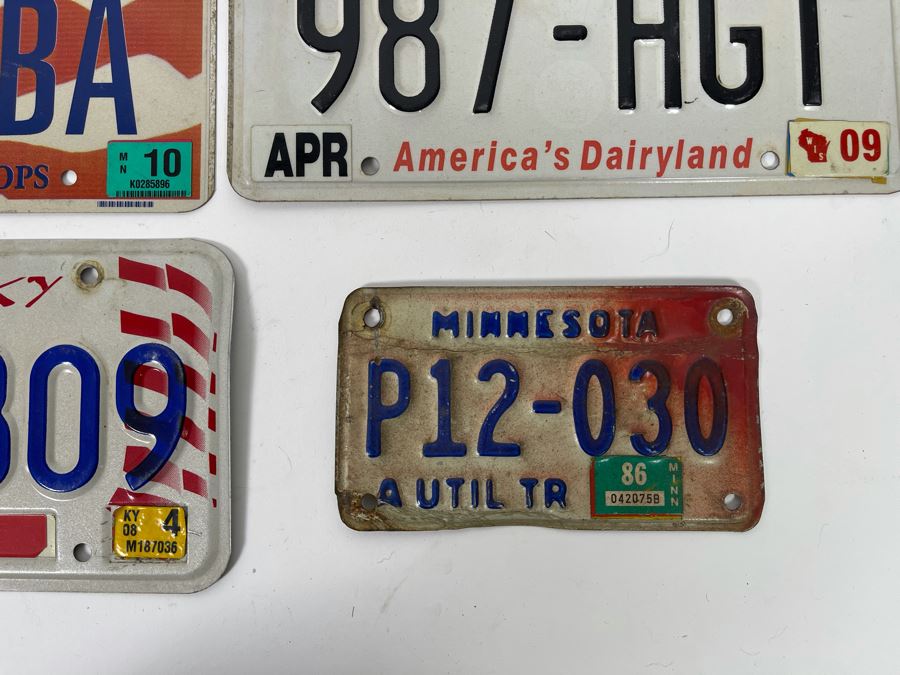 BA
OPS
MN 10
K0285896
987-HGT
APR America's Dairyland WIS 09
ky
309
KY 08 4
M187036
MINNESOTA
P12-030
A UTIL TR
86 MINN
042075B